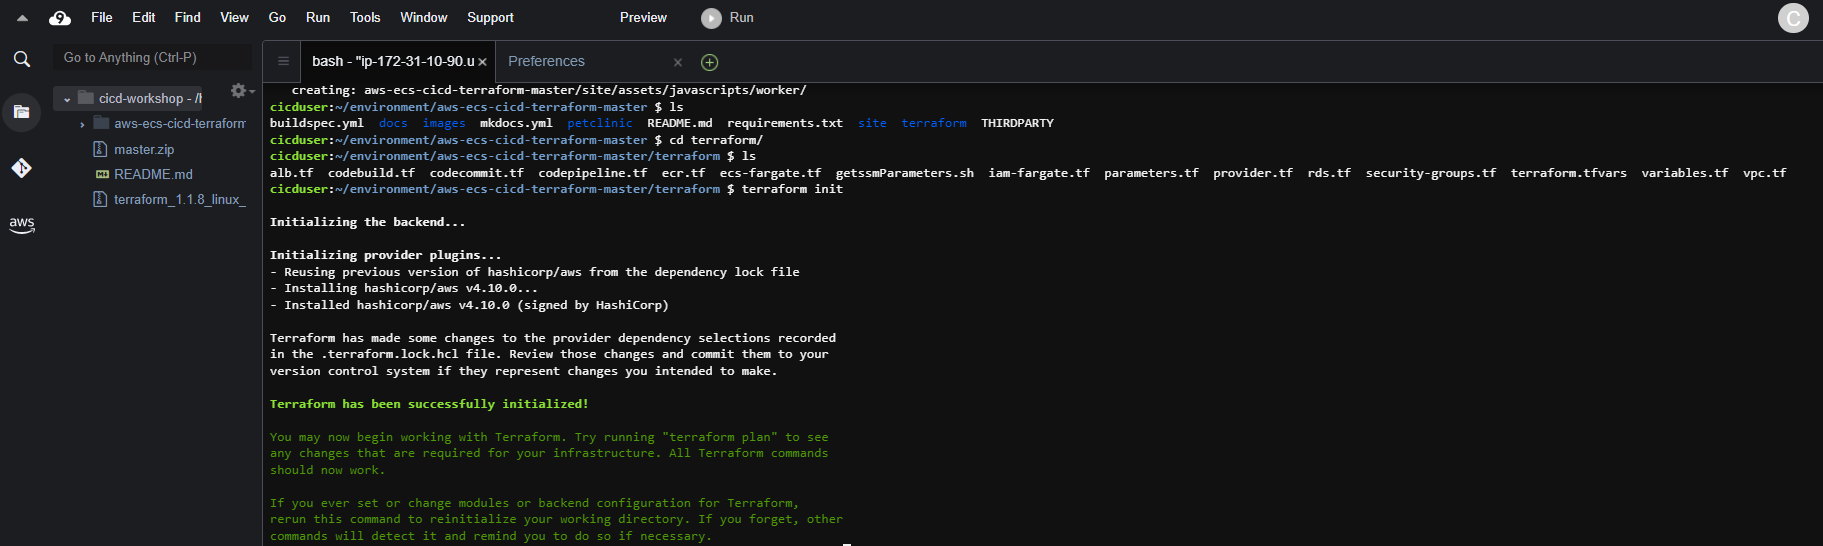 File Edit Find View Go Run Tools Window Support Preview Run
C
Go to Anything (Ctrl-P)
cicd-workshop - /h
aws-ecs-cicd-terraform
master.zip
README.md
terraform_1.1.8_linux_
aws
bash - "ip-172-31-10-90.u
Preferences
creating: aws-ecs-cicd-terraform-master/site/assets/javascripts/worker/
cicduser:~/environment/aws-ecs-cicd-terraform-master $ ls
buildspec.yml docs images mkdocs.yml petclinic README.md requirements.txt site terraform THIRDPARTY
cicduser:~/environment/aws-ecs-cicd-terraform-master $ cd terraform/
cicduser:~/environment/aws-ecs-cicd-terraform-master/terraform $ ls
alb.tf codebuild.tf codecommit.tf codepipeline.tf ecr.tf ecs-fargate.tf getssmParameters.sh iam-fargate.tf parameters.tf provider.tf rds.tf security-groups.tf terraform.tfvars variables.tf vpc.tf
cicduser:~/environment/aws-ecs-cicd-terraform-master/terraform $ terraform init
Initializing the backend...
Initializing provider plugins...
- Reusing previous version of hashicorp/aws from the dependency lock file
- Installing hashicorp/aws v4.10.0...
- Installed hashicorp/aws v4.10.0 (signed by HashiCorp)
Terraform has made some changes to the provider dependency selections recorded
in the .terraform.lock.hcl file. Review those changes and commit them to your
version control system if they represent changes you intended to make.
Terraform has been successfully initialized!
You may now begin working with Terraform. Try running "terraform plan" to see
any changes that are required for your infrastructure. All Terraform commands
should now work.
If you ever set or change modules or backend configuration for Terraform,
rerun this command to reinitialize your working directory. If you forget, other
commands will detect it and remind you to do so if necessary.